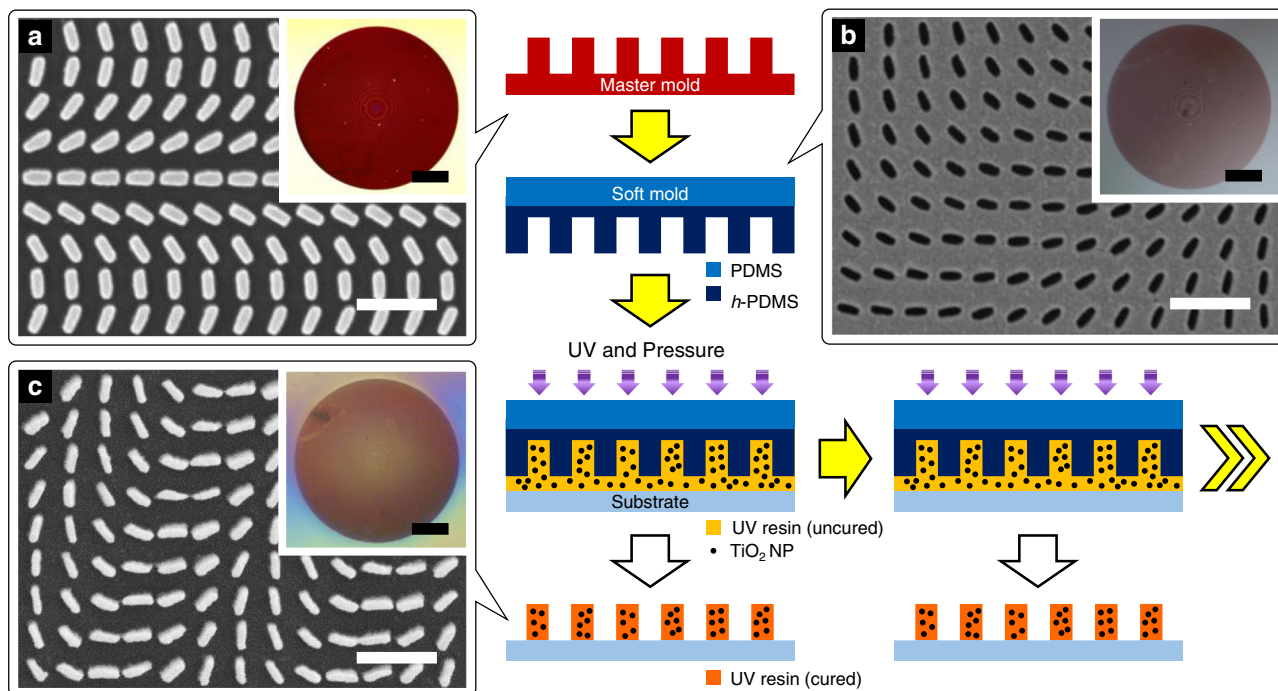 a
Master mold
b
Soft mold
PDMS
h-PDMS
UV and Pressure
c
Substrate
UV resin (uncured)
TiO₂ NP
UV resin (cured)